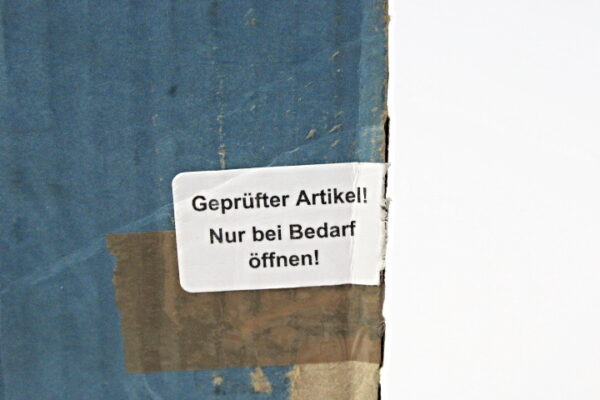 Geprüfter Artikel!
Nur bei Bedarf
öffnen!